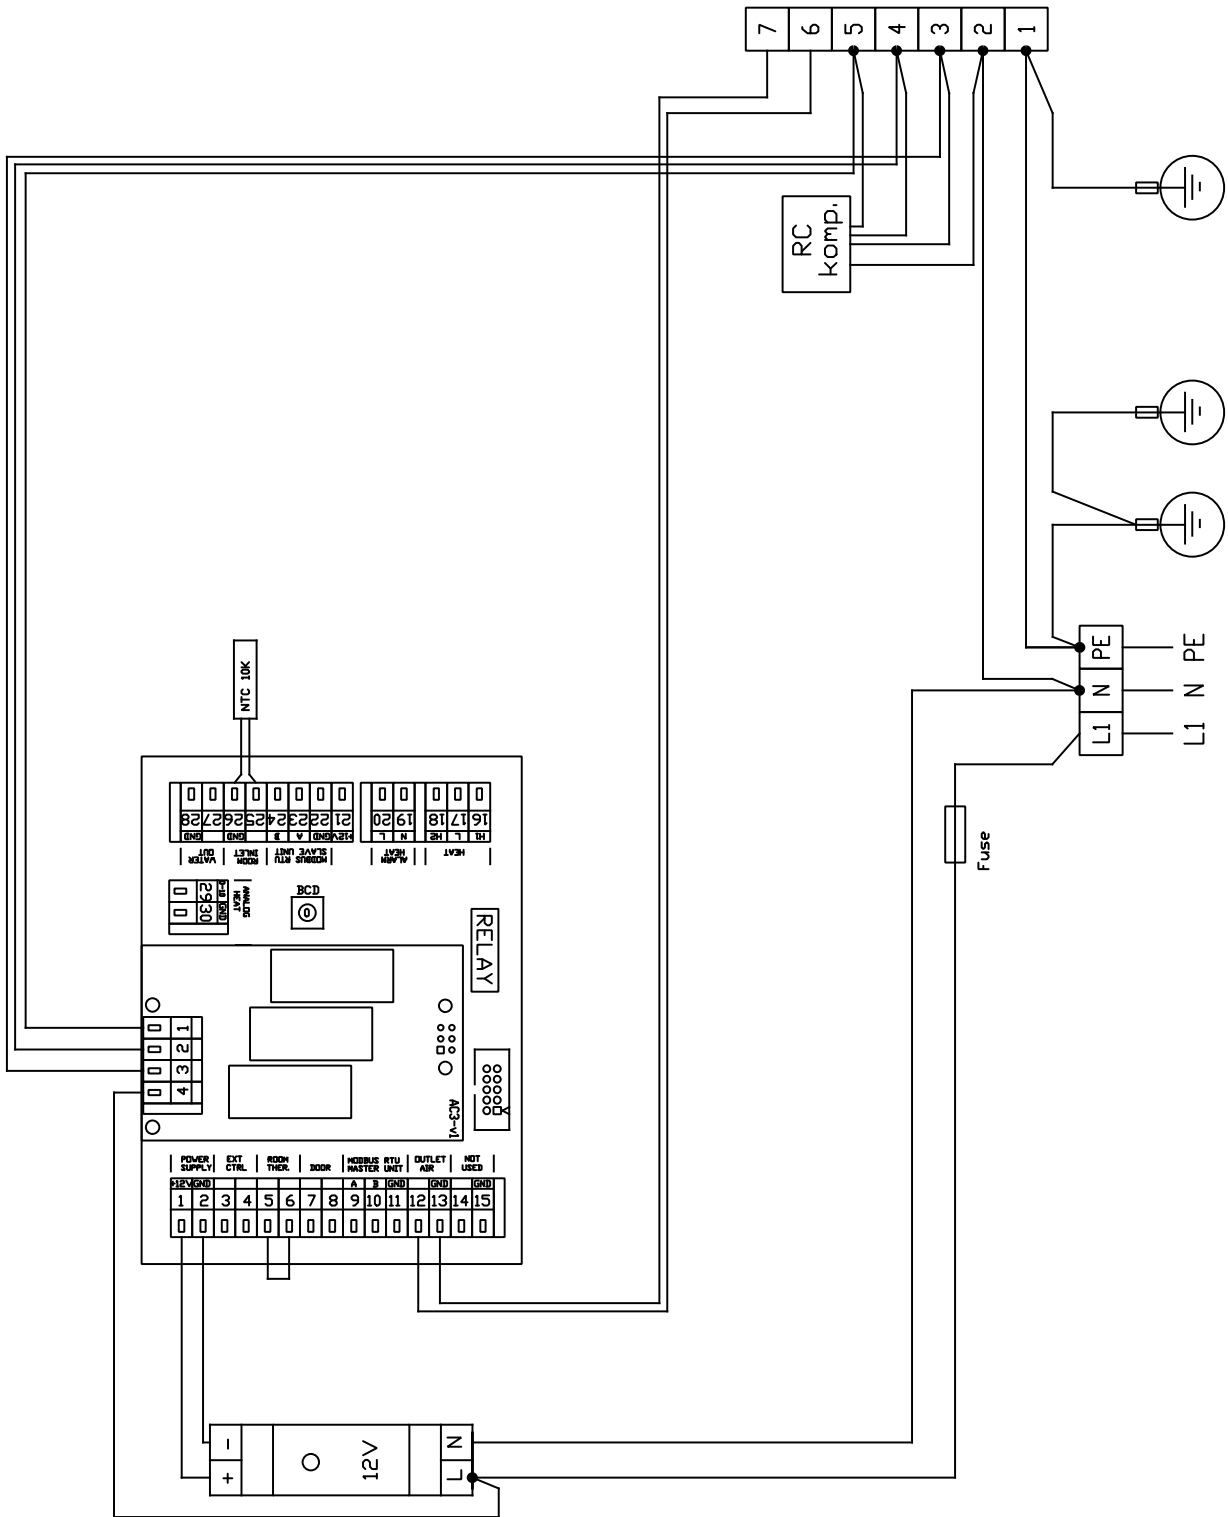 7 6 5 4 3 2 1
RC
komp.
PE N L1
PE
N
L1
Fuse
NTC 10K
28 27 26 25 24 23 22 21
GND GND B A GND +12V
WATER
OUT
ROOM
INLET
MODBUS RTU
SLAVE UNIT
20 19 18 17 16
L N H2 L H1
ALARM
HEAT
HEAT
29 30
0-10 GND
ANALOG
HEAT
BCD
RELAY
1
2
3
4
AC3-v1
POWER
SUPPLY
EXT
CTRL
ROOM
THER.
DOOR
MODBUS RTU
MASTER UNIT
OUTLET
AIR
NOT
USED
+12V GND A B GND GND GND
1 2 3 4 5 6 7 8 9 10 11 12 13 14 15
- +
12V
N L